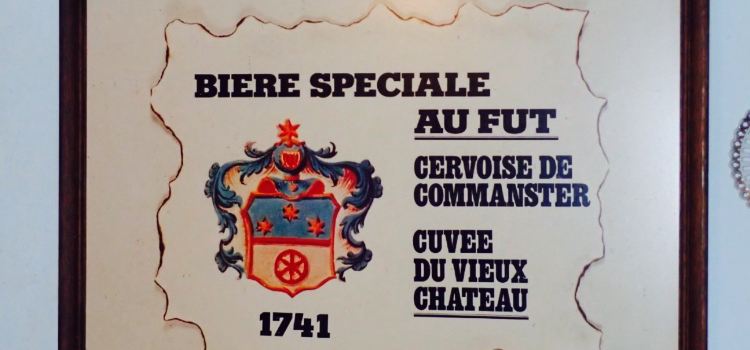 BIERE SPECIALE
AU FUT
CERVOISE DE
COMMANSTER
CUVEE
DU VIEUX
CHATEAU
1741